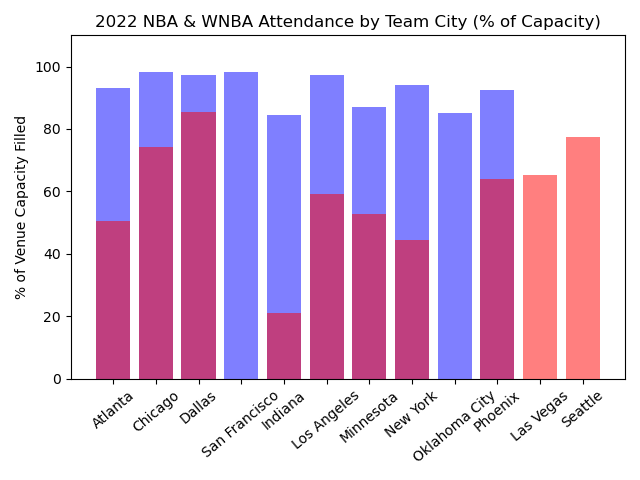 2022 NBA & WNBA Attendance by Team City (% of Capacity)
% of Venue Capacity Filled
100
80
60
40
20
0
Atlanta
Chicago
Dallas
San Francisco
Indiana
Los Angeles
Minnesota
New York
Oklahoma City
Phoenix
Las Vegas
Seattle